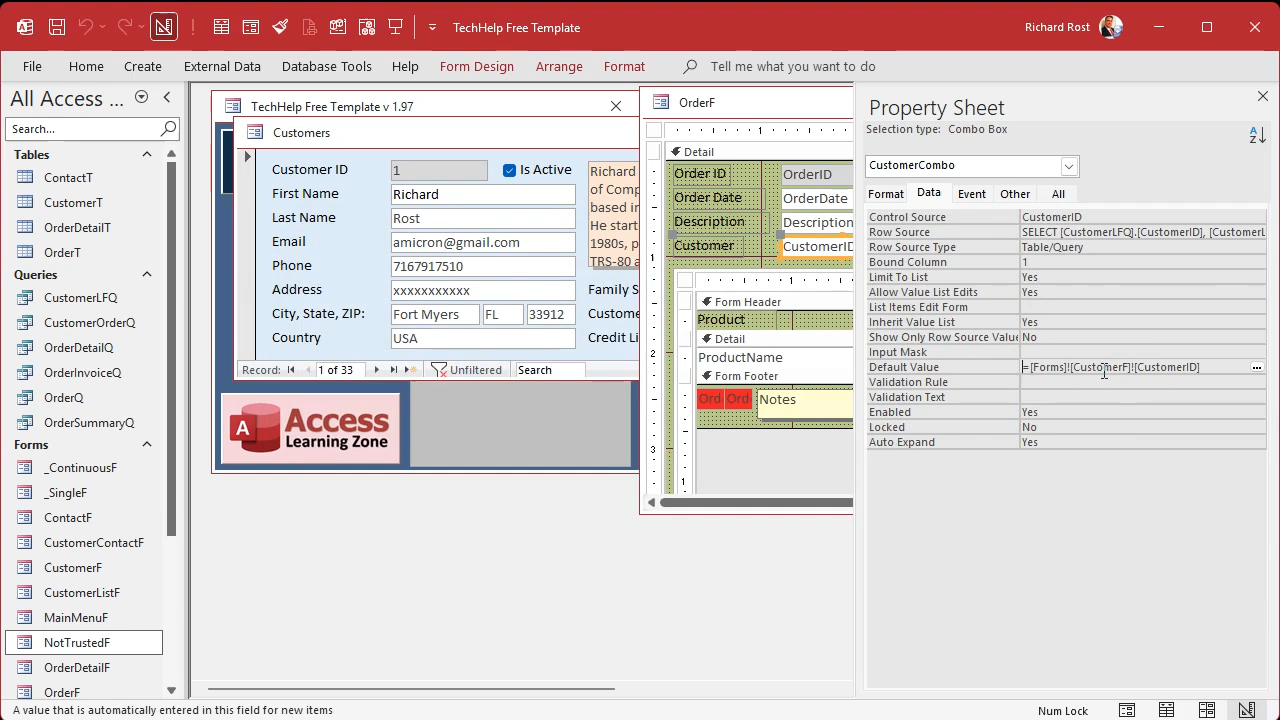 TechHelp Free Template
Richard Rost
File Home Create External Data Database Tools Help Form Design Arrange Format Tell me what you want to do
All Access ...
Search...
Tables
ContactT
CustomerT
OrderDetailT
OrderT
Queries
CustomerLFQ
CustomerOrderQ
OrderDetailQ
OrderInvoiceQ
OrderQ
OrderSummaryQ
Forms
_ContinuousF
_SingleF
ContactF
CustomerContactF
CustomerF
CustomerListF
MainMenuF
NotTrustedF
OrderDetailF
OrderF
TechHelp Free Template v 1.97
Customers
Customer ID 1 Is Active
First Name Richard
Last Name Rost
Email amicron@gmail.com
Phone 7167917510
Address xxxxxxxxxxx
City, State, ZIP: Fort Myers FL 33912
Country USA
Richard
of Comp
based in
He start
1980s, p
TRS-80 a
Family S
Custome
Credit Li
Record: 1 of 33 Unfiltered Search
A Access
Learning Zone
OrderF
1
Detail
Order ID OrderID
Order Date OrderDate
Description Description
Customer CustomerID
1
1
Form Header
Product
Detail
2
ProductName
Form Footer
Ord Ord Notes
3
1
Property Sheet
Selection type: Combo Box
CustomerCombo
Format Data Event Other All
Control Source CustomerID
Row Source SELECT [CustomerLFQ].[CustomerID], [CustomerL
Row Source Type Table/Query
Bound Column 1
Limit To List Yes
Allow Value List Edits Yes
List Items Edit Form
Inherit Value List Yes
Show Only Row Source Value No
Input Mask
Default Value =[Forms]![CustomerF]![CustomerID] ...
Validation Rule
Validation Text
Enabled Yes
Locked No
Auto Expand Yes
A value that is automatically entered in this field for new items
Num Lock